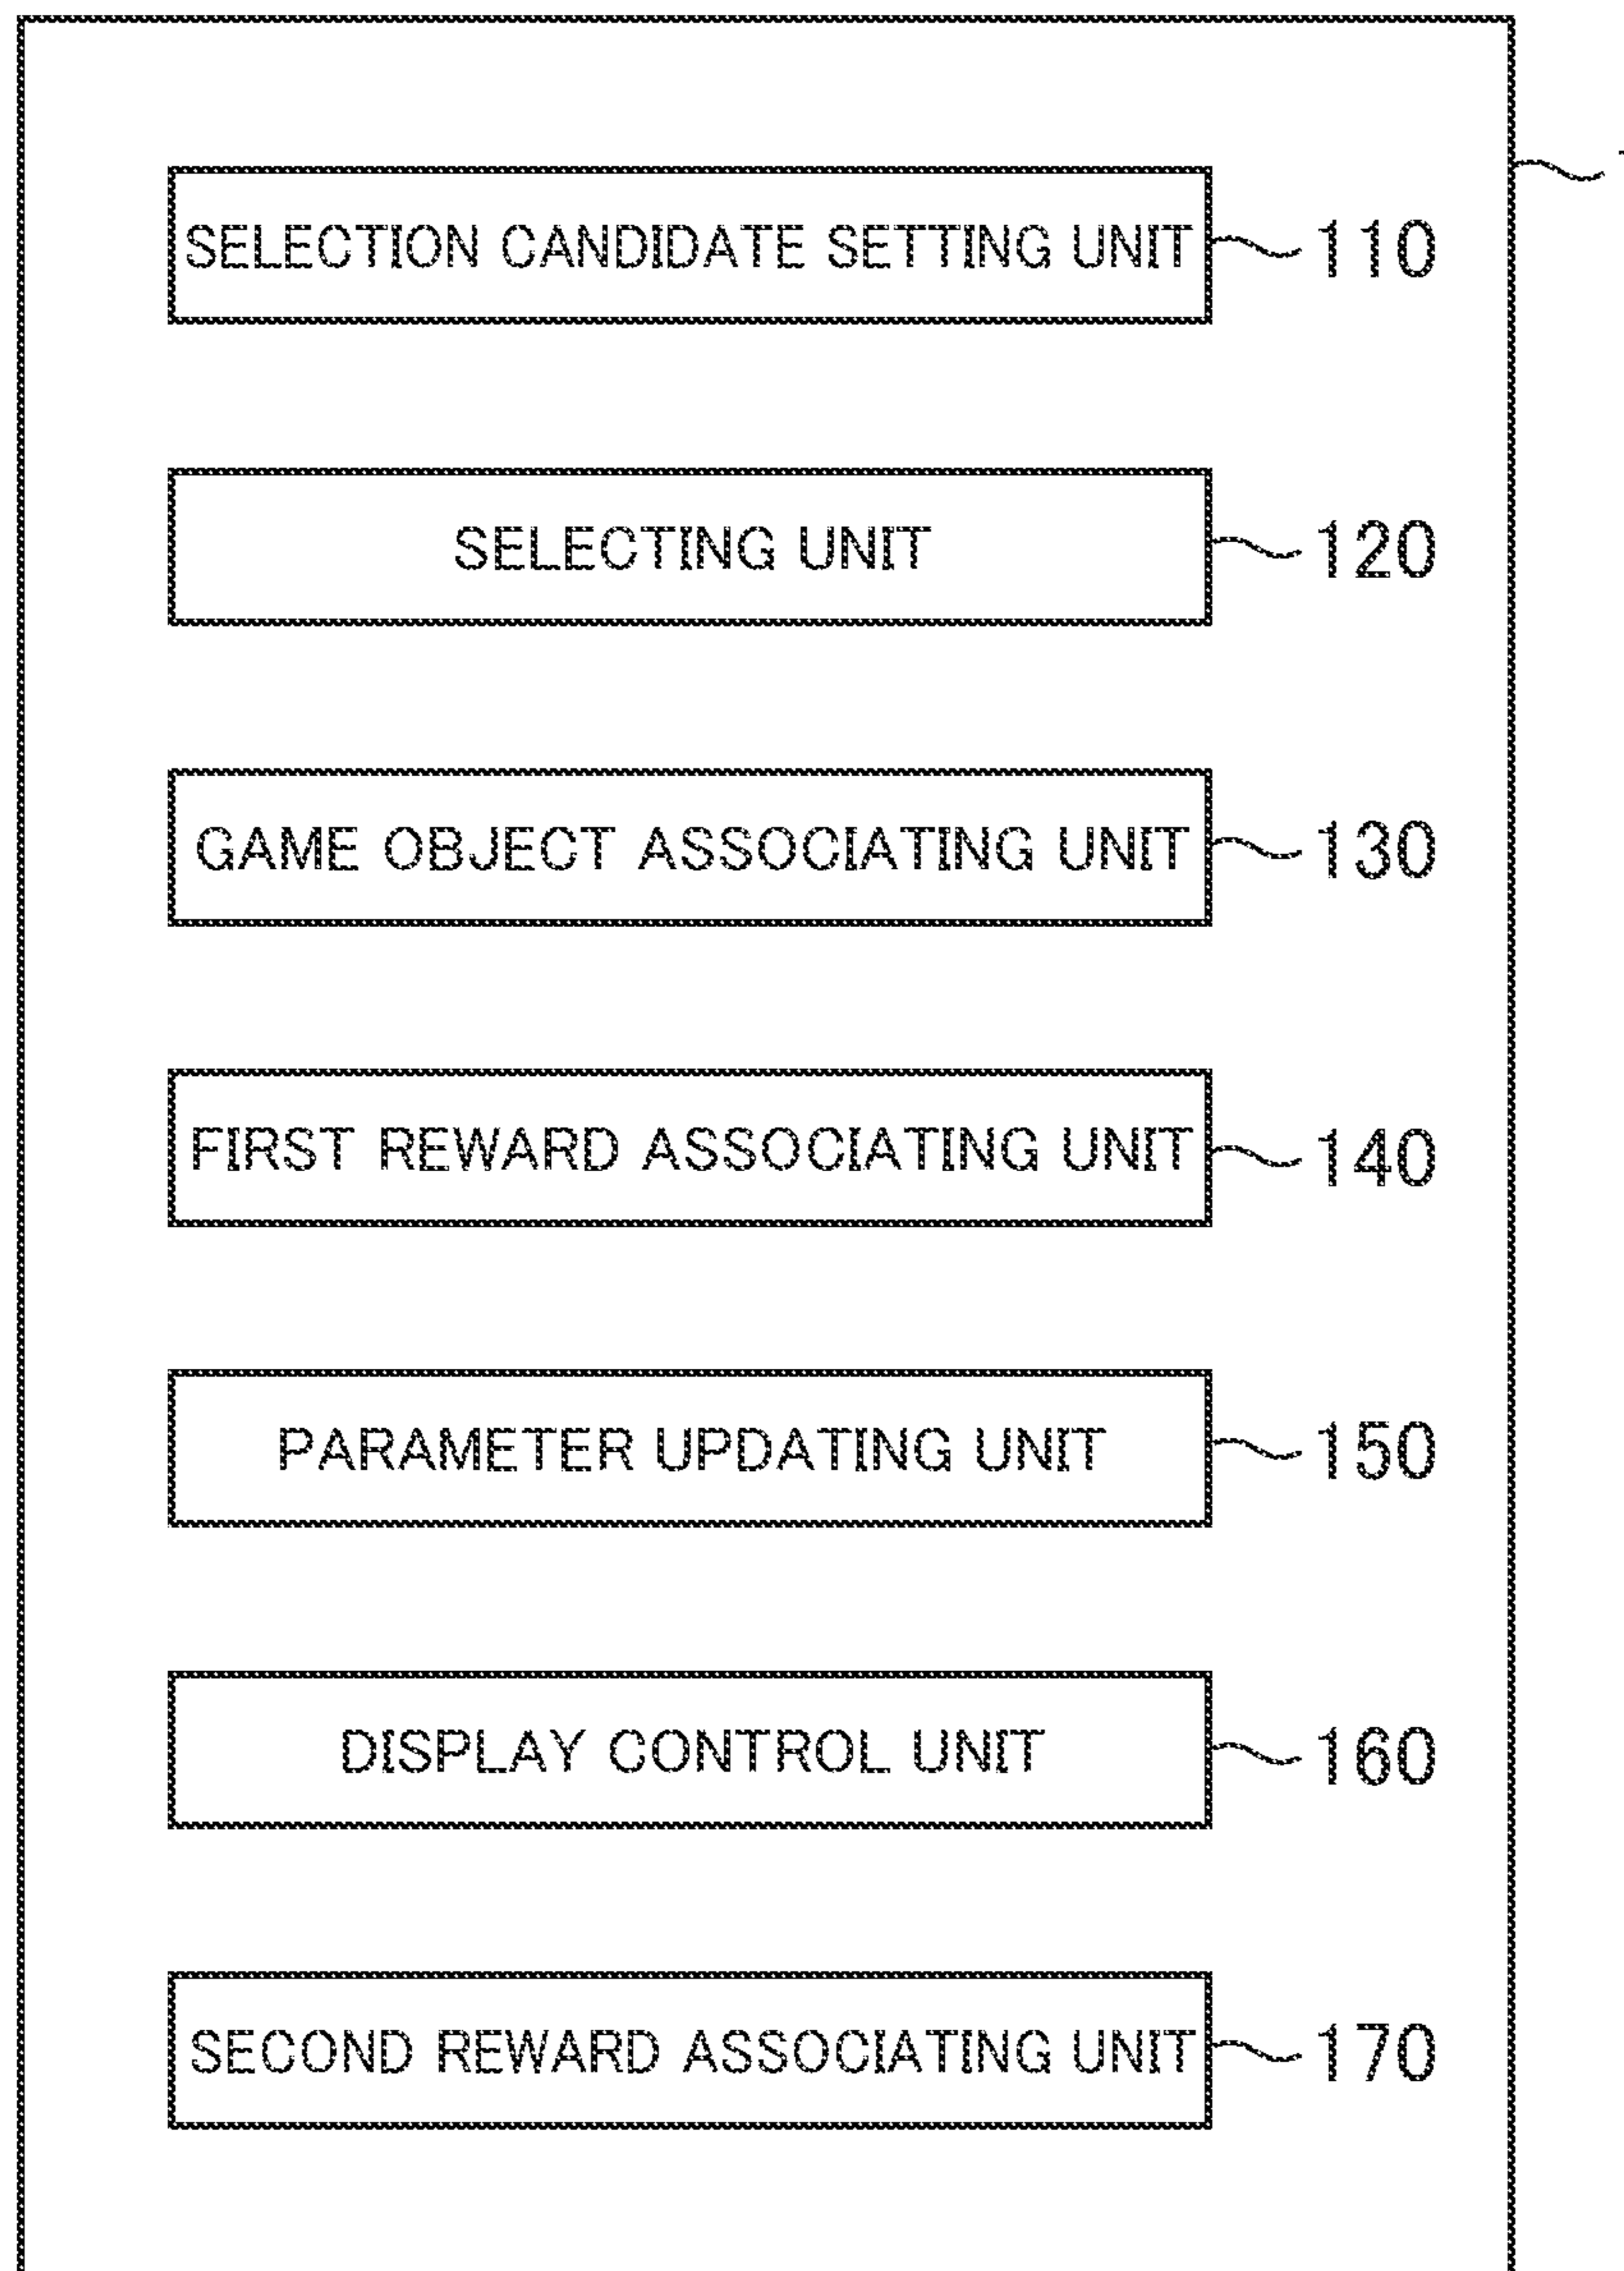 SELECTION CANDIDATE SETTING UNIT 110
SELECTING UNIT 120
GAME OBJECT ASSOCIATING UNIT 130
FIRST REWARD ASSOCIATING UNIT 140
PARAMETER UPDATING UNIT 150
DISPLAY CONTROL UNIT 160
SECOND REWARD ASSOCIATING UNIT 170